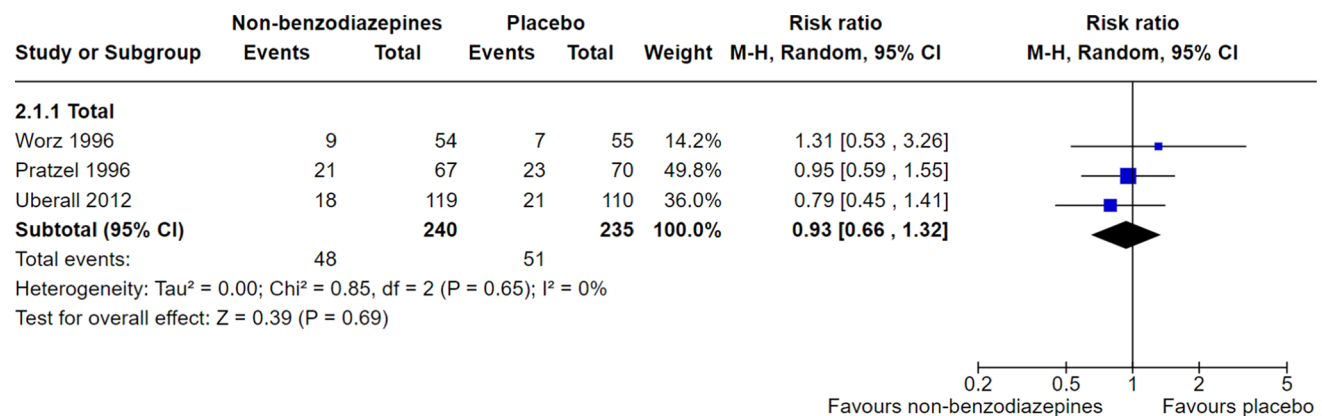 Non-benzodiazepines Placebo Risk ratio Risk ratio
Study or Subgroup Events Total Events Total Weight M-H, Random, 95% CI M-H, Random, 95% CI
2.1.1 Total
Worz 1996 9 54 7 55 14.2% 1.31 [0.53 , 3.26]
Pratzel 1996 21 67 23 70 49.8% 0.95 [0.59 , 1.55]
Uberall 2012 18 119 21 110 36.0% 0.79 [0.45 , 1.41]
Subtotal (95% CI) 240 235 100.0% 0.93 [0.66 , 1.32]
Total events: 48 51
Heterogeneity: Tau² = 0.00; Chi² = 0.85, df = 2 (P = 0.65); I² = 0%
Test for overall effect: Z = 0.39 (P = 0.69)
0.2 0.5 1 2 5
Favours non-benzodiazepines Favours placebo